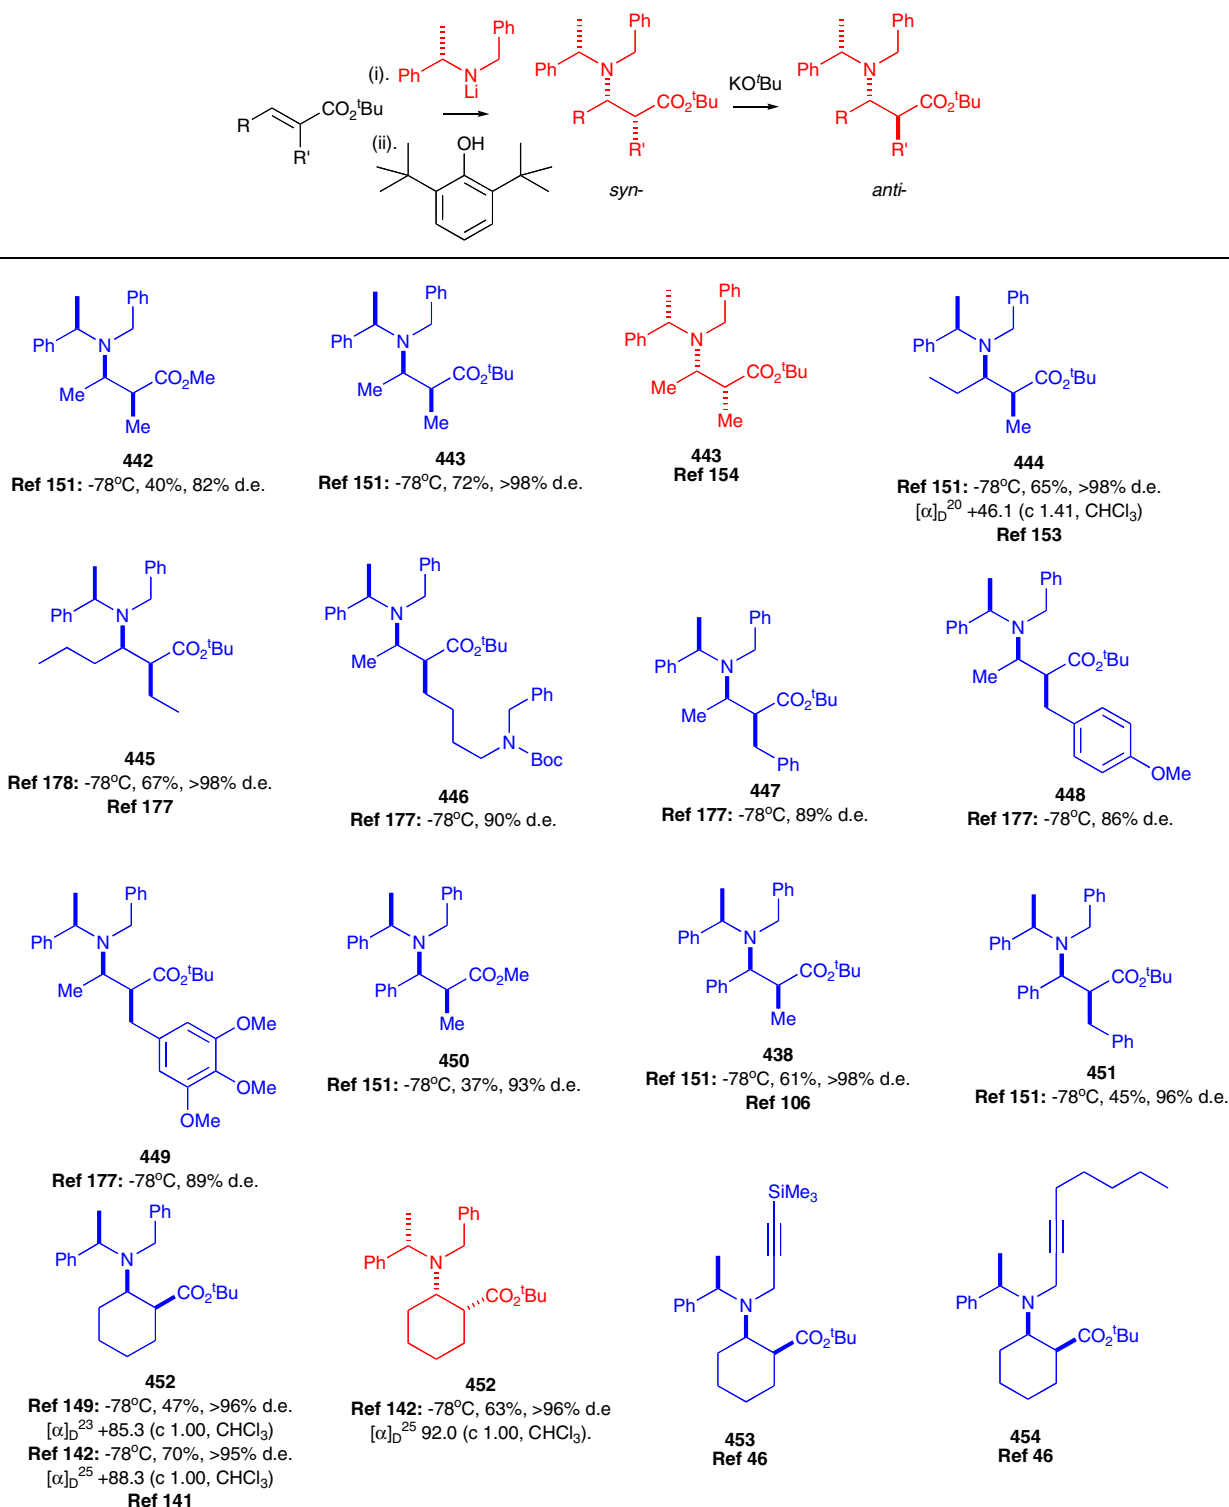 Ph
Ph
(i).
Ph
N
Li
Ph
N
KOᵗBu
Ph
N
CO₂ᵗBu
R
R'
R
CO₂ᵗBu
R'
R
CO₂ᵗBu
R'
(ii).
OH
syn-
anti-
Ph
Ph
N
Me
CO₂Me
Me
442
Ref 151: -78°C, 40%, 82% d.e.
Ph
Ph
N
Me
CO₂ᵗBu
Me
443
Ref 151: -78°C, 72%, >98% d.e.
Ph
Ph
N
Me
CO₂ᵗBu
Me
443
Ref 154
Ph
Ph
N
CO₂ᵗBu
Me
444
Ref 151: -78°C, 65%, >98% d.e.
[α]D²⁰ +46.1 (c 1.41, CHCl₃)
Ref 153
Ph
Ph
N
CO₂ᵗBu
445
Ref 178: -78°C, 67%, >98% d.e.
Ref 177
Ph
Ph
N
Me
CO₂ᵗBu
Ph
N
Boc
446
Ref 177: -78°C, 90% d.e.
Ph
Ph
N
Me
CO₂ᵗBu
Ph
447
Ref 177: -78°C, 89% d.e.
Ph
Ph
N
Me
CO₂ᵗBu
OMe
448
Ref 177: -78°C, 86% d.e.
Ph
Ph
N
Me
CO₂ᵗBu
OMe
OMe
OMe
449
Ref 177: -78°C, 89% d.e.
Ph
Ph
N
Ph
CO₂Me
Me
450
Ref 151: -78°C, 37%, 93% d.e.
Ph
Ph
N
Ph
CO₂ᵗBu
Me
438
Ref 151: -78°C, 61%, >98% d.e.
Ref 106
Ph
Ph
N
Ph
CO₂ᵗBu
Ph
451
Ref 151: -78°C, 45%, 96% d.e.
Ph
Ph
N
CO₂ᵗBu
452
Ref 149: -78°C, 47%, >96% d.e.
[α]D²³ +85.3 (c 1.00, CHCl₃)
Ref 142: -78°C, 70%, >95% d.e.
[α]D²⁵ +88.3 (c 1.00, CHCl₃)
Ref 141
Ph
Ph
N
CO₂ᵗBu
452
Ref 142: -78°C, 63%, >96% d.e
[α]D²⁵ 92.0 (c 1.00, CHCl₃).
SiMe₃
Ph
N
CO₂ᵗBu
453
Ref 46
Ph
N
CO₂ᵗBu
454
Ref 46